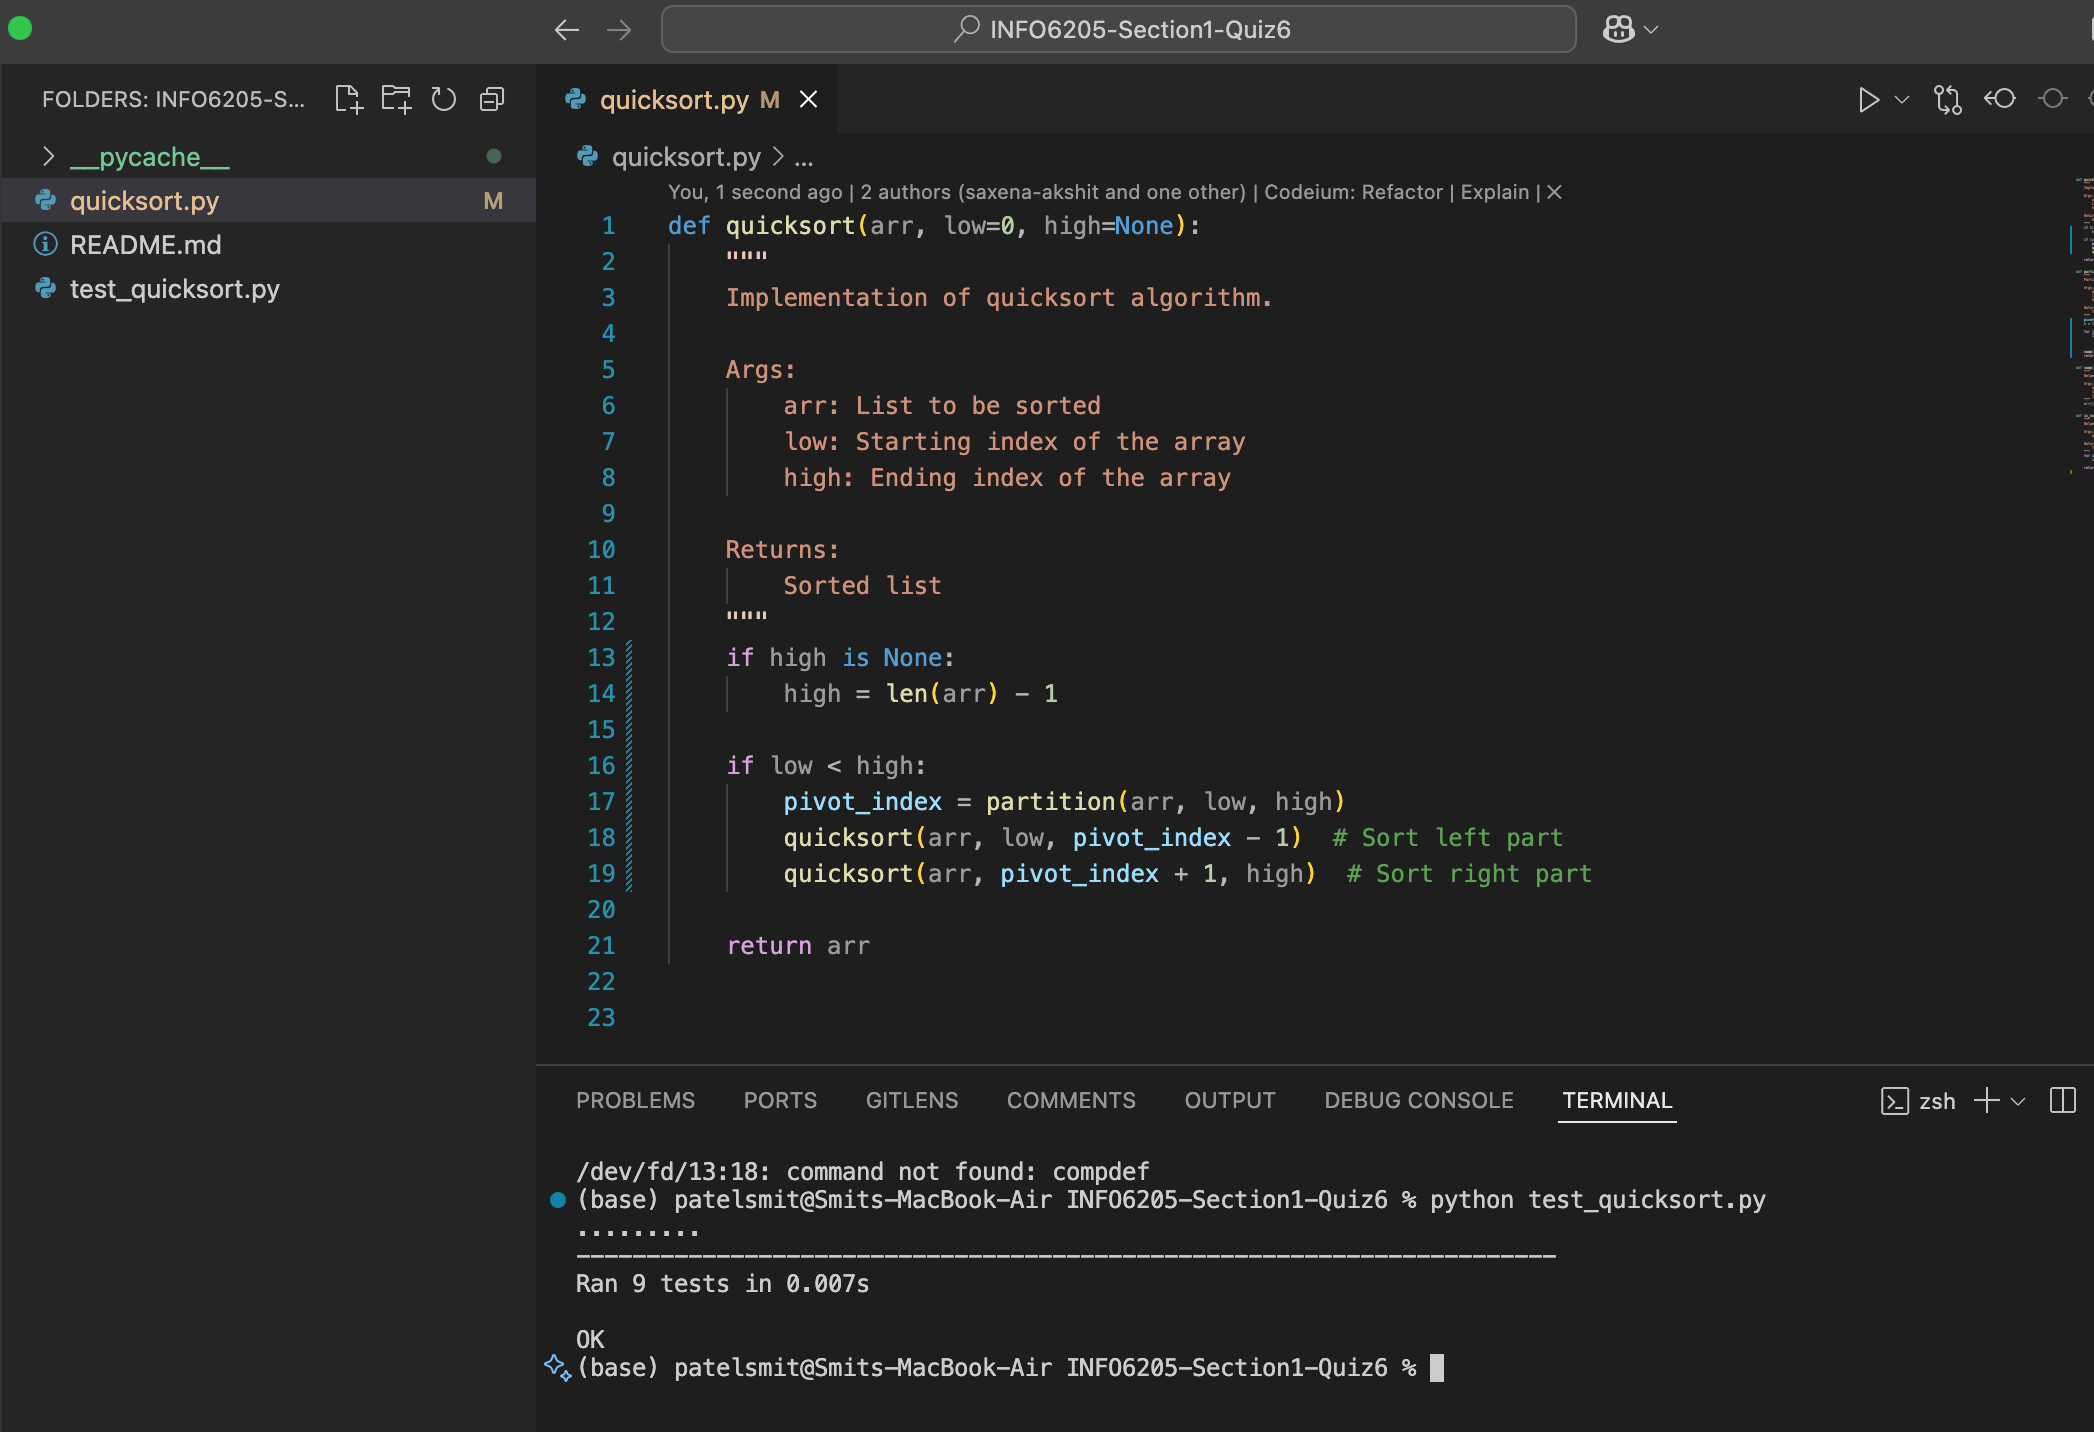 INFO6205-Section1-Quiz6
FOLDERS: INFO6205-S...
__pycache__
quicksort.py M
README.md
test_quicksort.py
quicksort.py M
quicksort.py > ...
You, 1 second ago | 2 authors (saxena-akshit and one other) | Codeium: Refactor | Explain | ×
1 def quicksort(arr, low=0, high=None):
2     """
3     Implementation of quicksort algorithm.
4
5     Args:
6         arr: List to be sorted
7         low: Starting index of the array
8         high: Ending index of the array
9
10     Returns:
11         Sorted list
12     """
13     if high is None:
14         high = len(arr) - 1
15
16     if low < high:
17         pivot_index = partition(arr, low, high)
18         quicksort(arr, low, pivot_index - 1)  # Sort left part
19         quicksort(arr, pivot_index + 1, high)  # Sort right part
20
21     return arr
22
23
PROBLEMS PORTS GITLENS COMMENTS OUTPUT DEBUG CONSOLE TERMINAL zsh
/dev/fd/13:18: command not found: compdef
(base) patelsmit@Smits-MacBook-Air INFO6205-Section1-Quiz6 % python test_quicksort.py
.........
----------------------------------------------------------------------
Ran 9 tests in 0.007s
OK
(base) patelsmit@Smits-MacBook-Air INFO6205-Section1-Quiz6 %